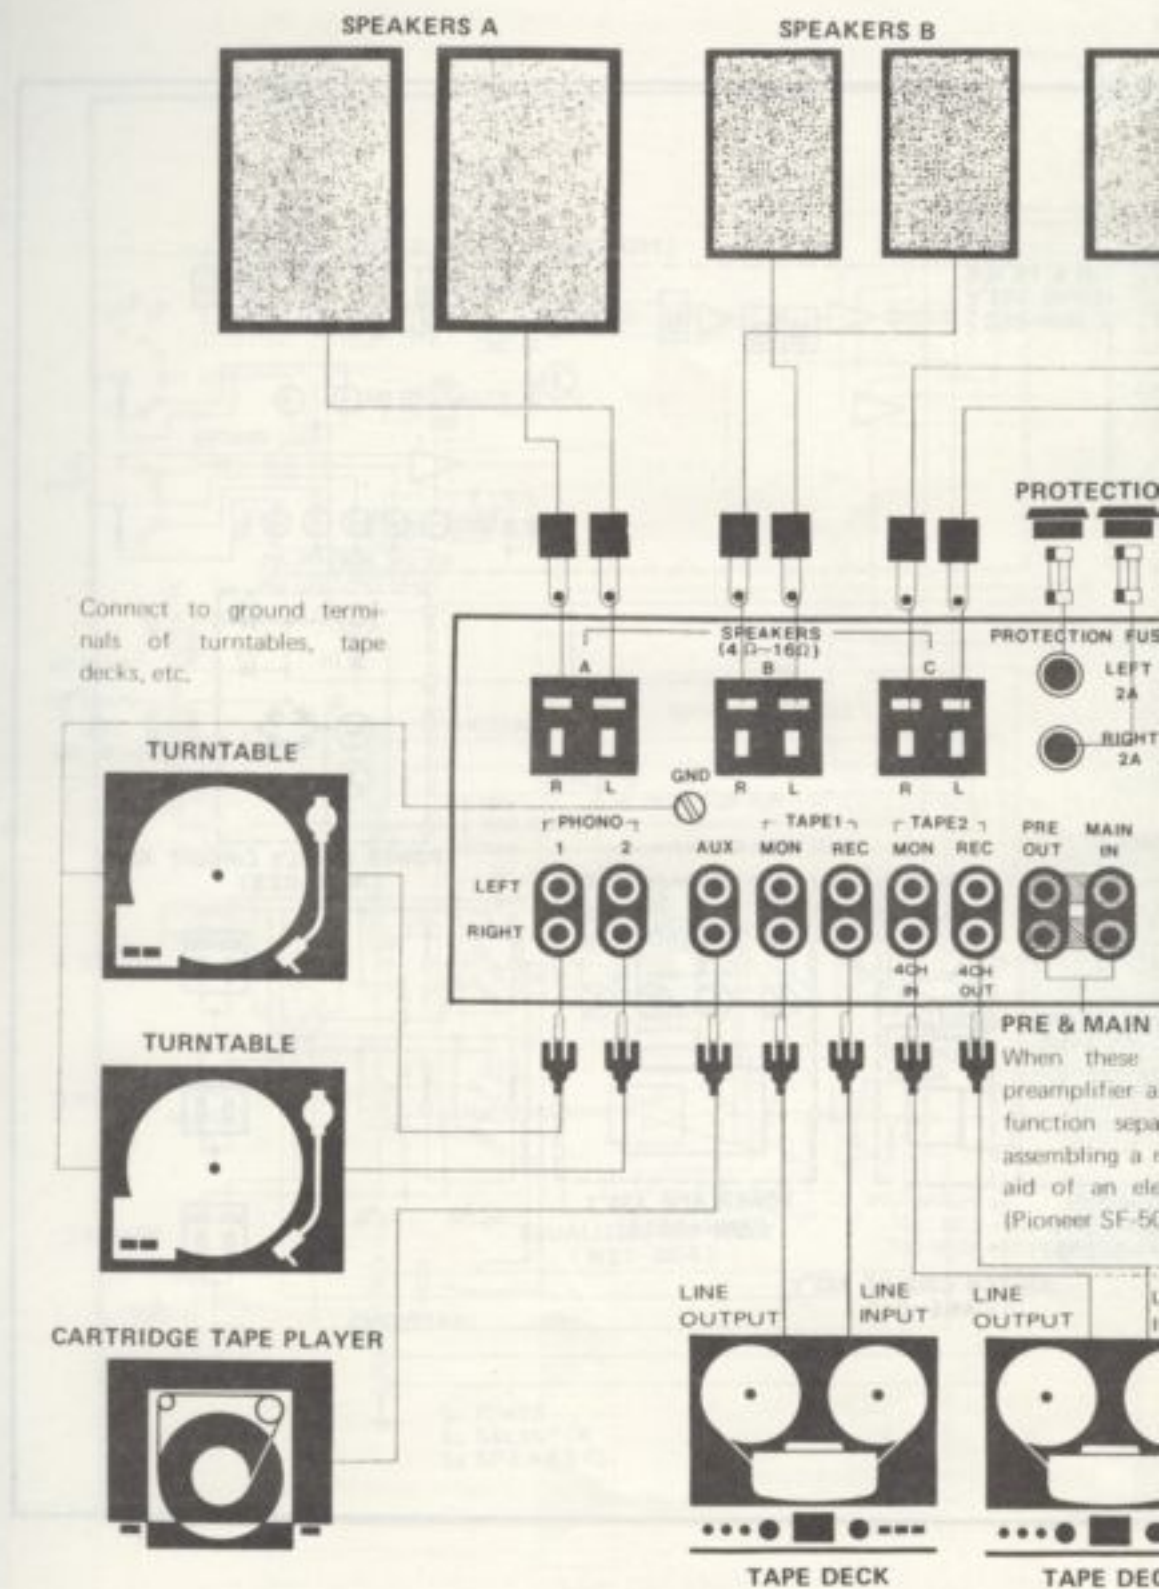 SPEAKERS A
SPEAKERS B
PROTECTIO
Connect to ground termi-
nals of turntables, tape
decks, etc.
SPEAKERS
(4Ω~16Ω)
A
B
C
PROTECTION FUS
LEFT
2A
RIGHT
2A
R L
GND
R L
R L
TURNTABLE
PHONO
TAPE1
TAPE2
PRE
OUT
MAIN
IN
1 2 AUX MON REC MON REC
LEFT
RIGHT
4CH
IN
4CH
OUT
TURNTABLE
PRE & MAIN
When these
preamplifier a
function sepa
assembling a
aid of an ele
(Pioneer SF-50
LINE
OUTPUT
LINE
INPUT
LINE
OUTPUT
CARTRIDGE TAPE PLAYER
TAPE DECK
TAPE DEC